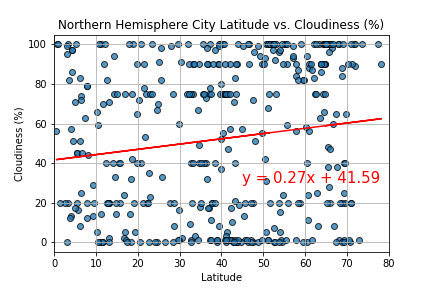 Northern Hemisphere City Latitude vs. Cloudiness (%)
100
80
60
40
20
0
Cloudiness (%)
y = 0.27x + 41.59
0 10 20 30 40 50 60 70 80
Latitude